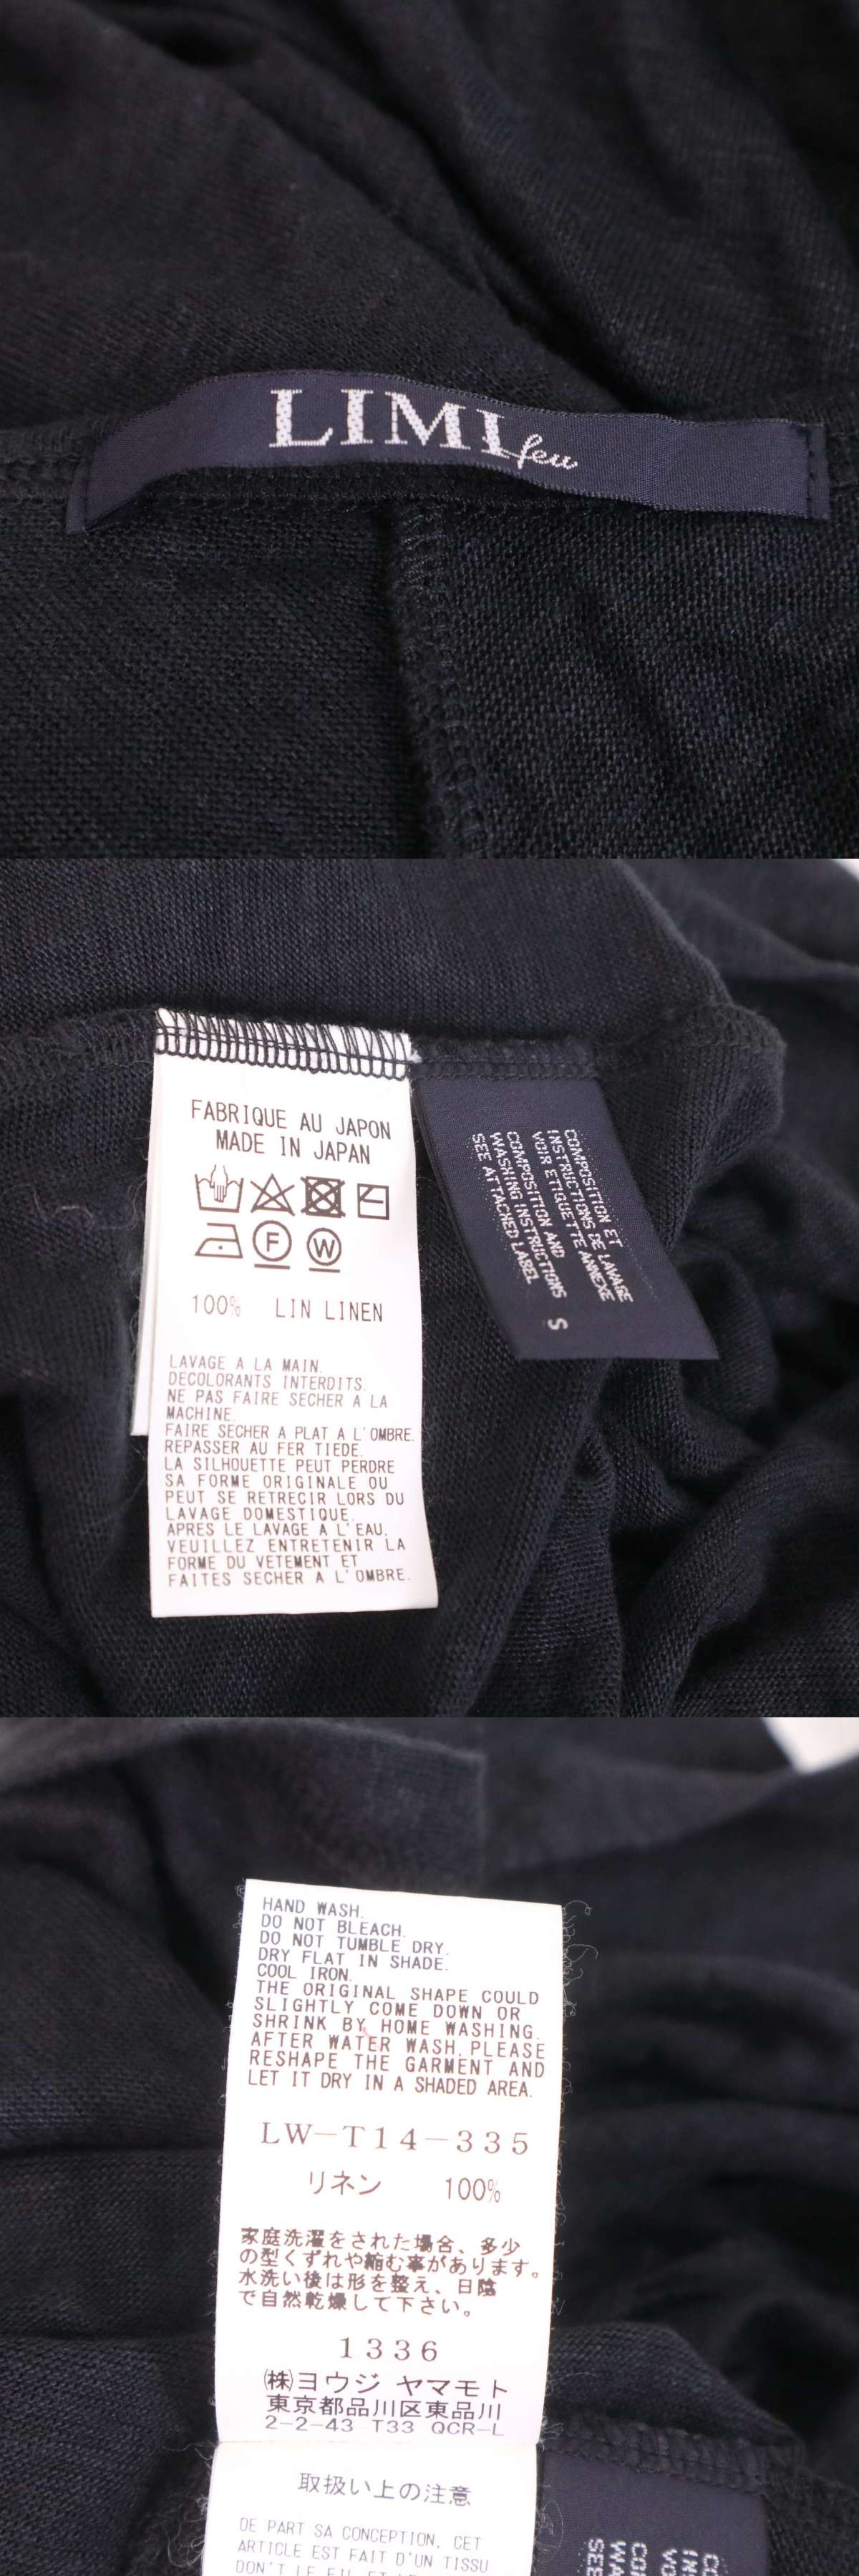 LIMI feu
FABRIQUE AU JAPON
MADE IN JAPAN
F
W
100% LIN LINEN
LAVAGE A LA MAIN.
DECOLORANTS INTERDITS.
NE PAS FAIRE SECHER A LA
MACHINE.
FAIRE SECHER A PLAT A L'OMBRE.
REPASSER AU FER TIEDE.
LA SILHOUETTE PEUT PERDRE
SA FORME ORIGINALE OU
PEUT SE RETRECIR LORS DU
LAVAGE DOMESTIQUE.
APRES LE LAVAGE A L'EAU,
VEUILLEZ ENTRETENIR LA
FORME DU VETEMENT ET
FAITES SECHER A L'OMBRE.
COMPOSITION ET
INSTRUCTIONS DE LAVAGE
VOIR ETIQUETTE ANNEXE
COMPOSITION AND
WASHING INSTRUCTIONS
SEE ATTACHED LABEL
S
HAND WASH.
DO NOT BLEACH.
DO NOT TUMBLE DRY.
DRY FLAT IN SHADE.
COOL IRON.
THE ORIGINAL SHAPE COULD
SLIGHTLY COME DOWN OR
SHRINK BY HOME WASHING.
AFTER WATER WASH, PLEASE
RESHAPE THE GARMENT AND
LET IT DRY IN A SHADED AREA.
LW-T14-335
リネン 100%
家庭洗濯をされた場合、多少
の型くずれや縮む事があります。
水洗い後は形を整え、日陰
で自然乾燥して下さい。
1336
(株)ヨウジ ヤマモト
東京都品川区東品川
2-2-43 T33 QCR-L
取扱い上の注意
DE PART SA CONCEPTION, CET
ARTICLE EST FAIT D'UN TISSU
DON'T LE FIL